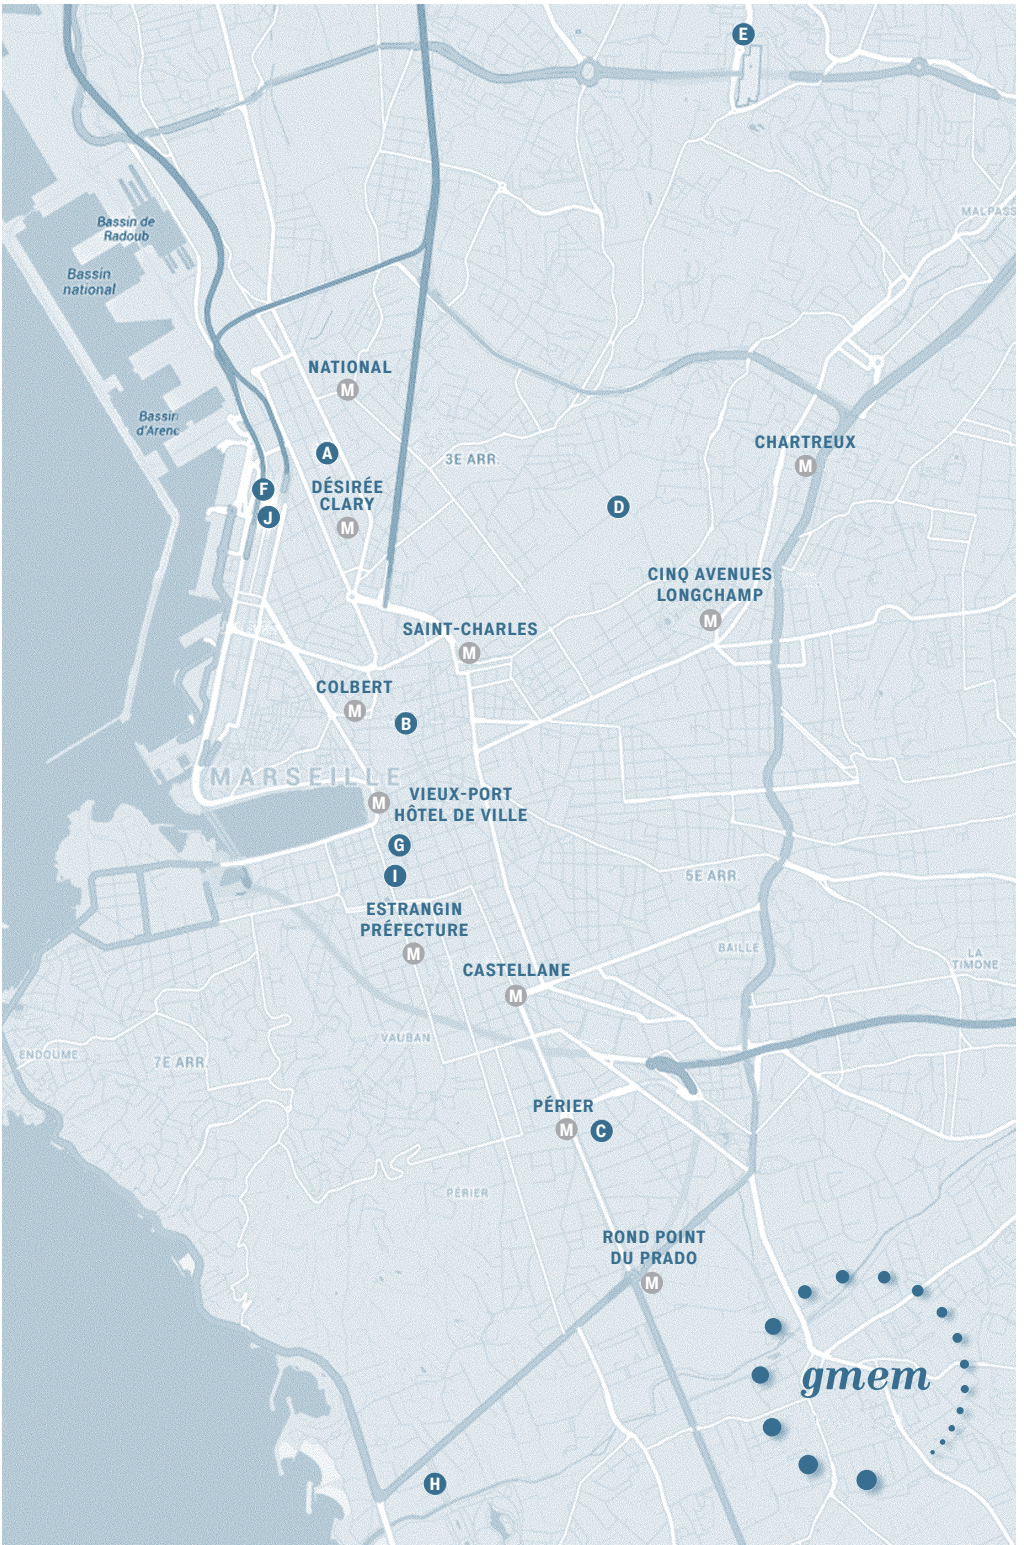 E
MALPASS
Bassin de
Radoub
Bassin
national
NATIONAL
M
Bassin
d'Arenc
CHARTREUX
M
A
3E ARR.
F
DÉSIRÉE
CLARY
J
M
D
CINQ AVENUES
LONGCHAMP
M
SAINT-CHARLES
M
COLBERT
M
B
MARSEILLE
VIEUX-PORT
M
HÔTEL DE VILLE
G
I
5E ARR.
ESTRANGIN
PRÉFECTURE
M
BAILLE
LA
TIMONE
CASTELLANE
M
VAUBAN
ENDOUME
7E ARR.
PÉRIER
M
C
PÉRIER
ROND POINT
DU PRADO
M
gmem
H